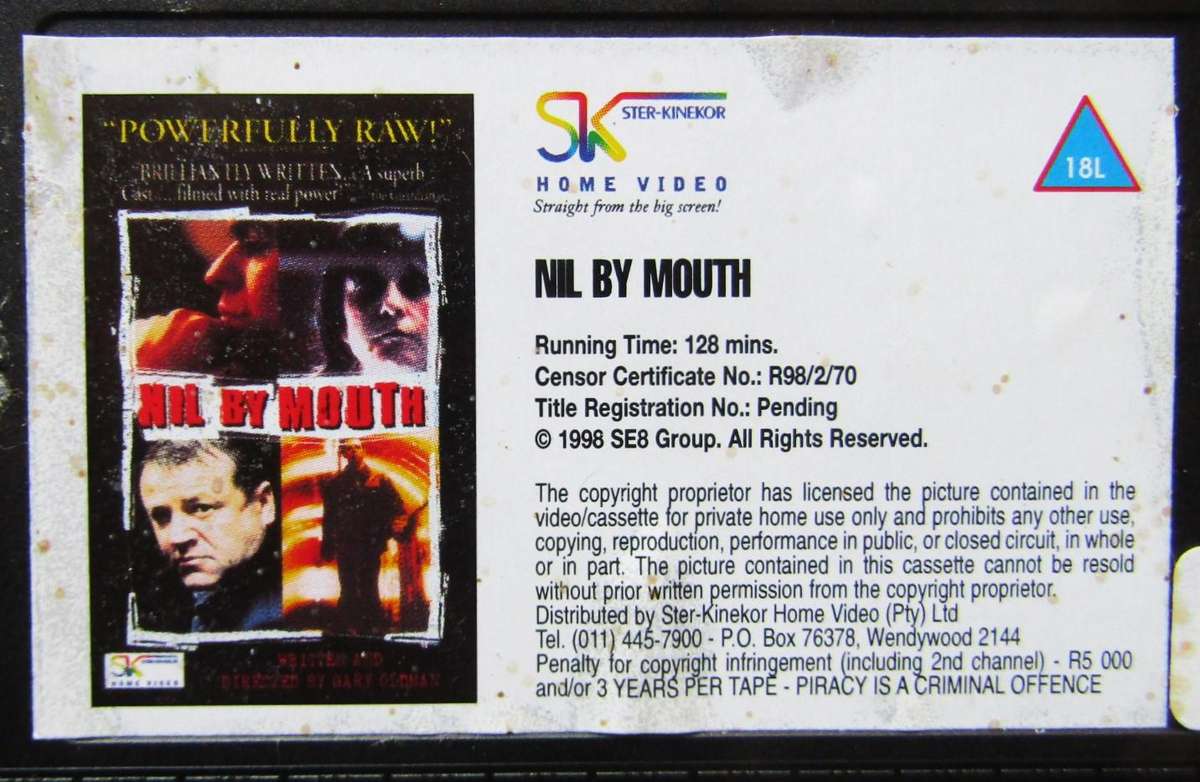 "POWERFULLY RAW!"
"BRILLIANTLY WRITTEN... A superb
Cast... filmed with real power"
NIL BY MOUTH
SK STER-KINEKOR
HOME VIDEO
WRITTEN AND
DIRECTED BY GARY OLDMAN
SK STER-KINEKOR
HOME VIDEO
Straight from the big screen!
18L
NIL BY MOUTH
Running Time: 128 mins.
Censor Certificate No.: R98/2/70
Title Registration No.: Pending
© 1998 SE8 Group. All Rights Reserved.
The copyright proprietor has licensed the picture contained in the
video/cassette for private home use only and prohibits any other use,
copying, reproduction, performance in public, or closed circuit, in whole
or in part. The picture contained in this cassette cannot be resold
without prior written permission from the copyright proprietor.
Distributed by Ster-Kinekor Home Video (Pty) Ltd
Tel. (011) 445-7900 - P.O. Box 76378, Wendywood 2144
Penalty for copyright infringement (including 2nd channel) - R5 000
and/or 3 YEARS PER TAPE - PIRACY IS A CRIMINAL OFFENCE